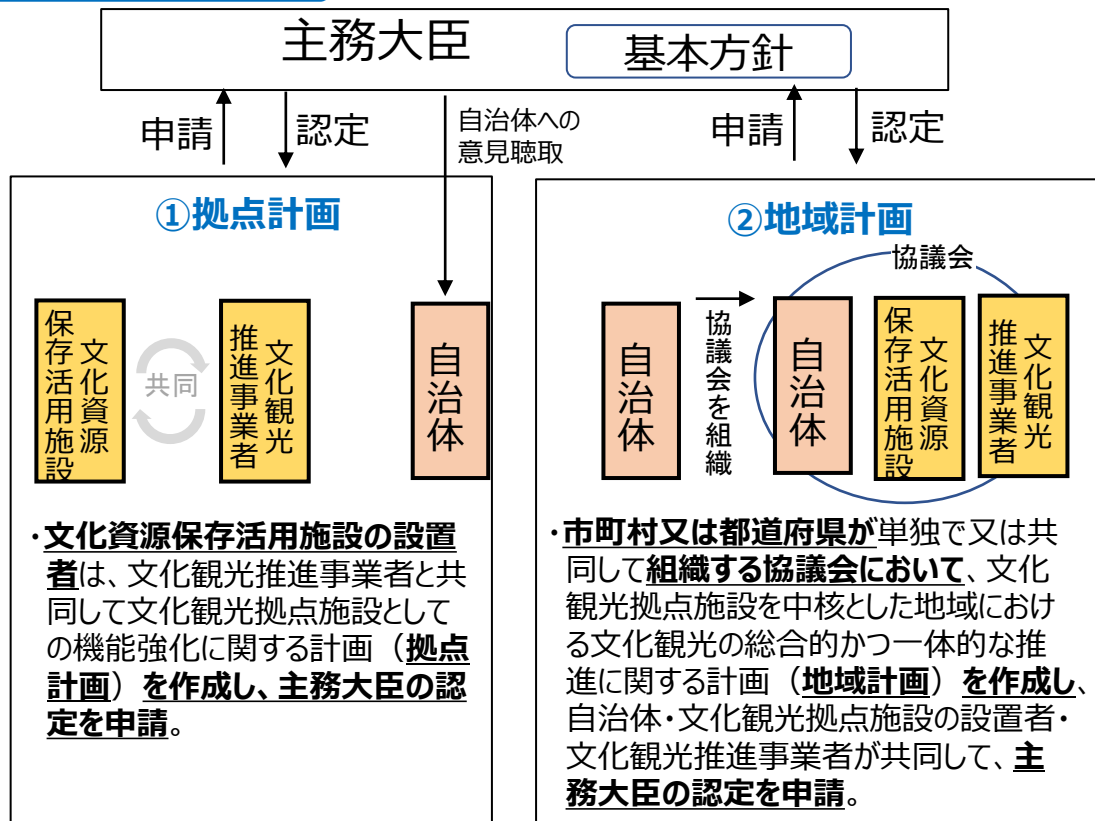 主務大臣
基本方針
申請
認定
自治体への
意見聴取
申請
認定
①拠点計画
文化資源
保存活用施設
共同
文化観光
推進事業者
自治体
・文化資源保存活用施設の設置
者は、文化観光推進事業者と共
同して文化観光拠点施設として
の機能強化に関する計画（拠点
計画）を作成し、主務大臣の認
定を申請。
②地域計画
協議会
自治体
協議会を組織
自治体
文化資源
保存活用施設
文化観光
推進事業者
・市町村又は都道府県が単独で又は共
同して組織する協議会において、文化
観光拠点施設を中核とした地域におけ
る文化観光の総合的かつ一体的な推
進に関する計画（地域計画）を作成し、
自治体・文化観光拠点施設の設置者・
文化観光推進事業者が共同して、主
務大臣の認定を申請。